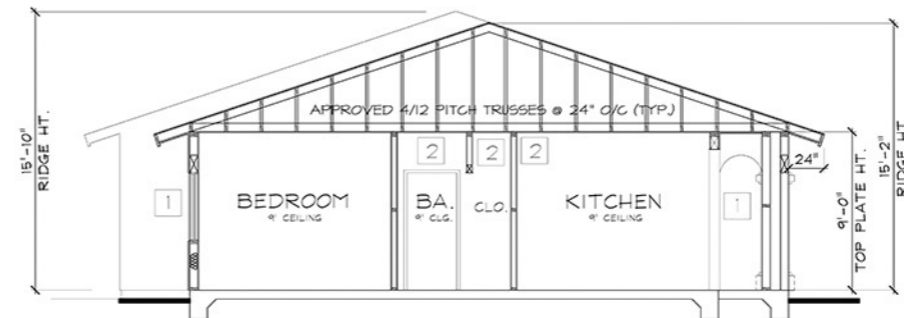 15'-10"
RIDGE HT.
APPROVED 4/12 PITCH TRUSSES @ 24" O/C (TYP.)
1
BEDROOM
9' CEILING
2
BA.
9' CLG.
2
CLO.
2
KITCHEN
9' CEILING
1
24"
9'-0"
TOP PLATE HT.
15'-2"
RIDGE HT.